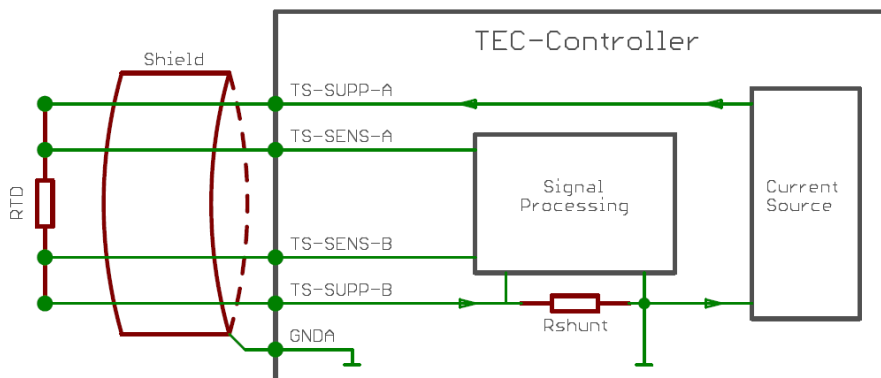 TEC-Controller
Shield
TS-SUPP-A
TS-SENS-A
RTD
Signal
Processing
Current
Source
TS-SENS-B
TS-SUPP-B
Rshunt
GNDA